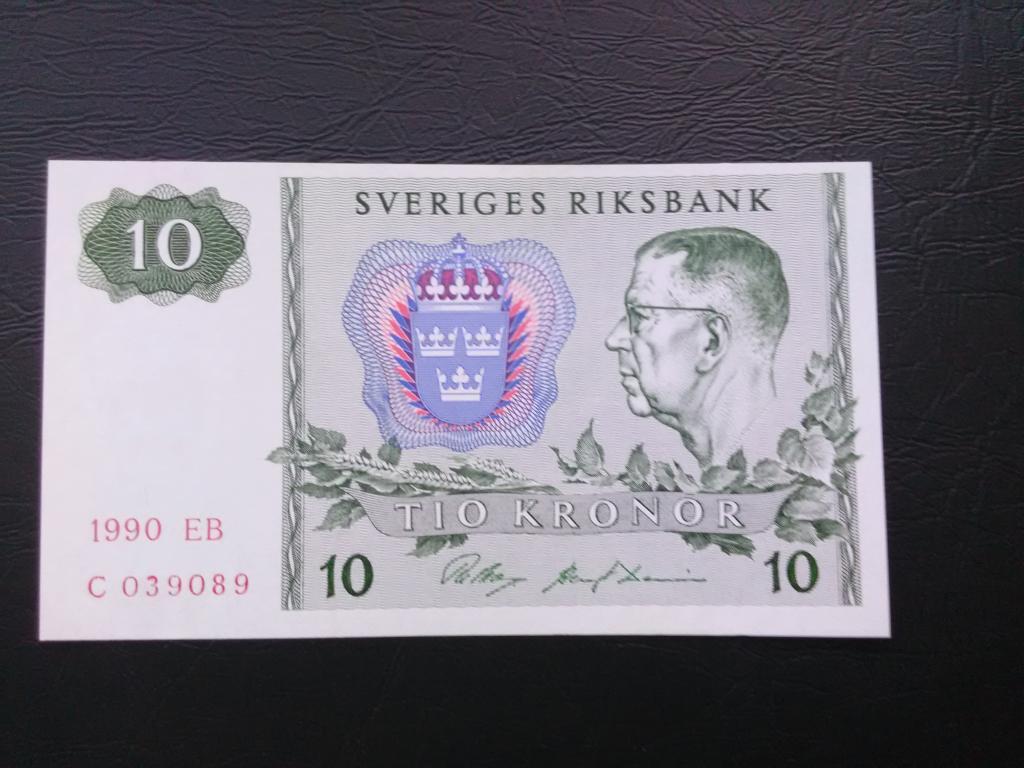 10
SVERIGES RIKSBANK
TIO KRONOR
1990 EB
C 039089
10
10